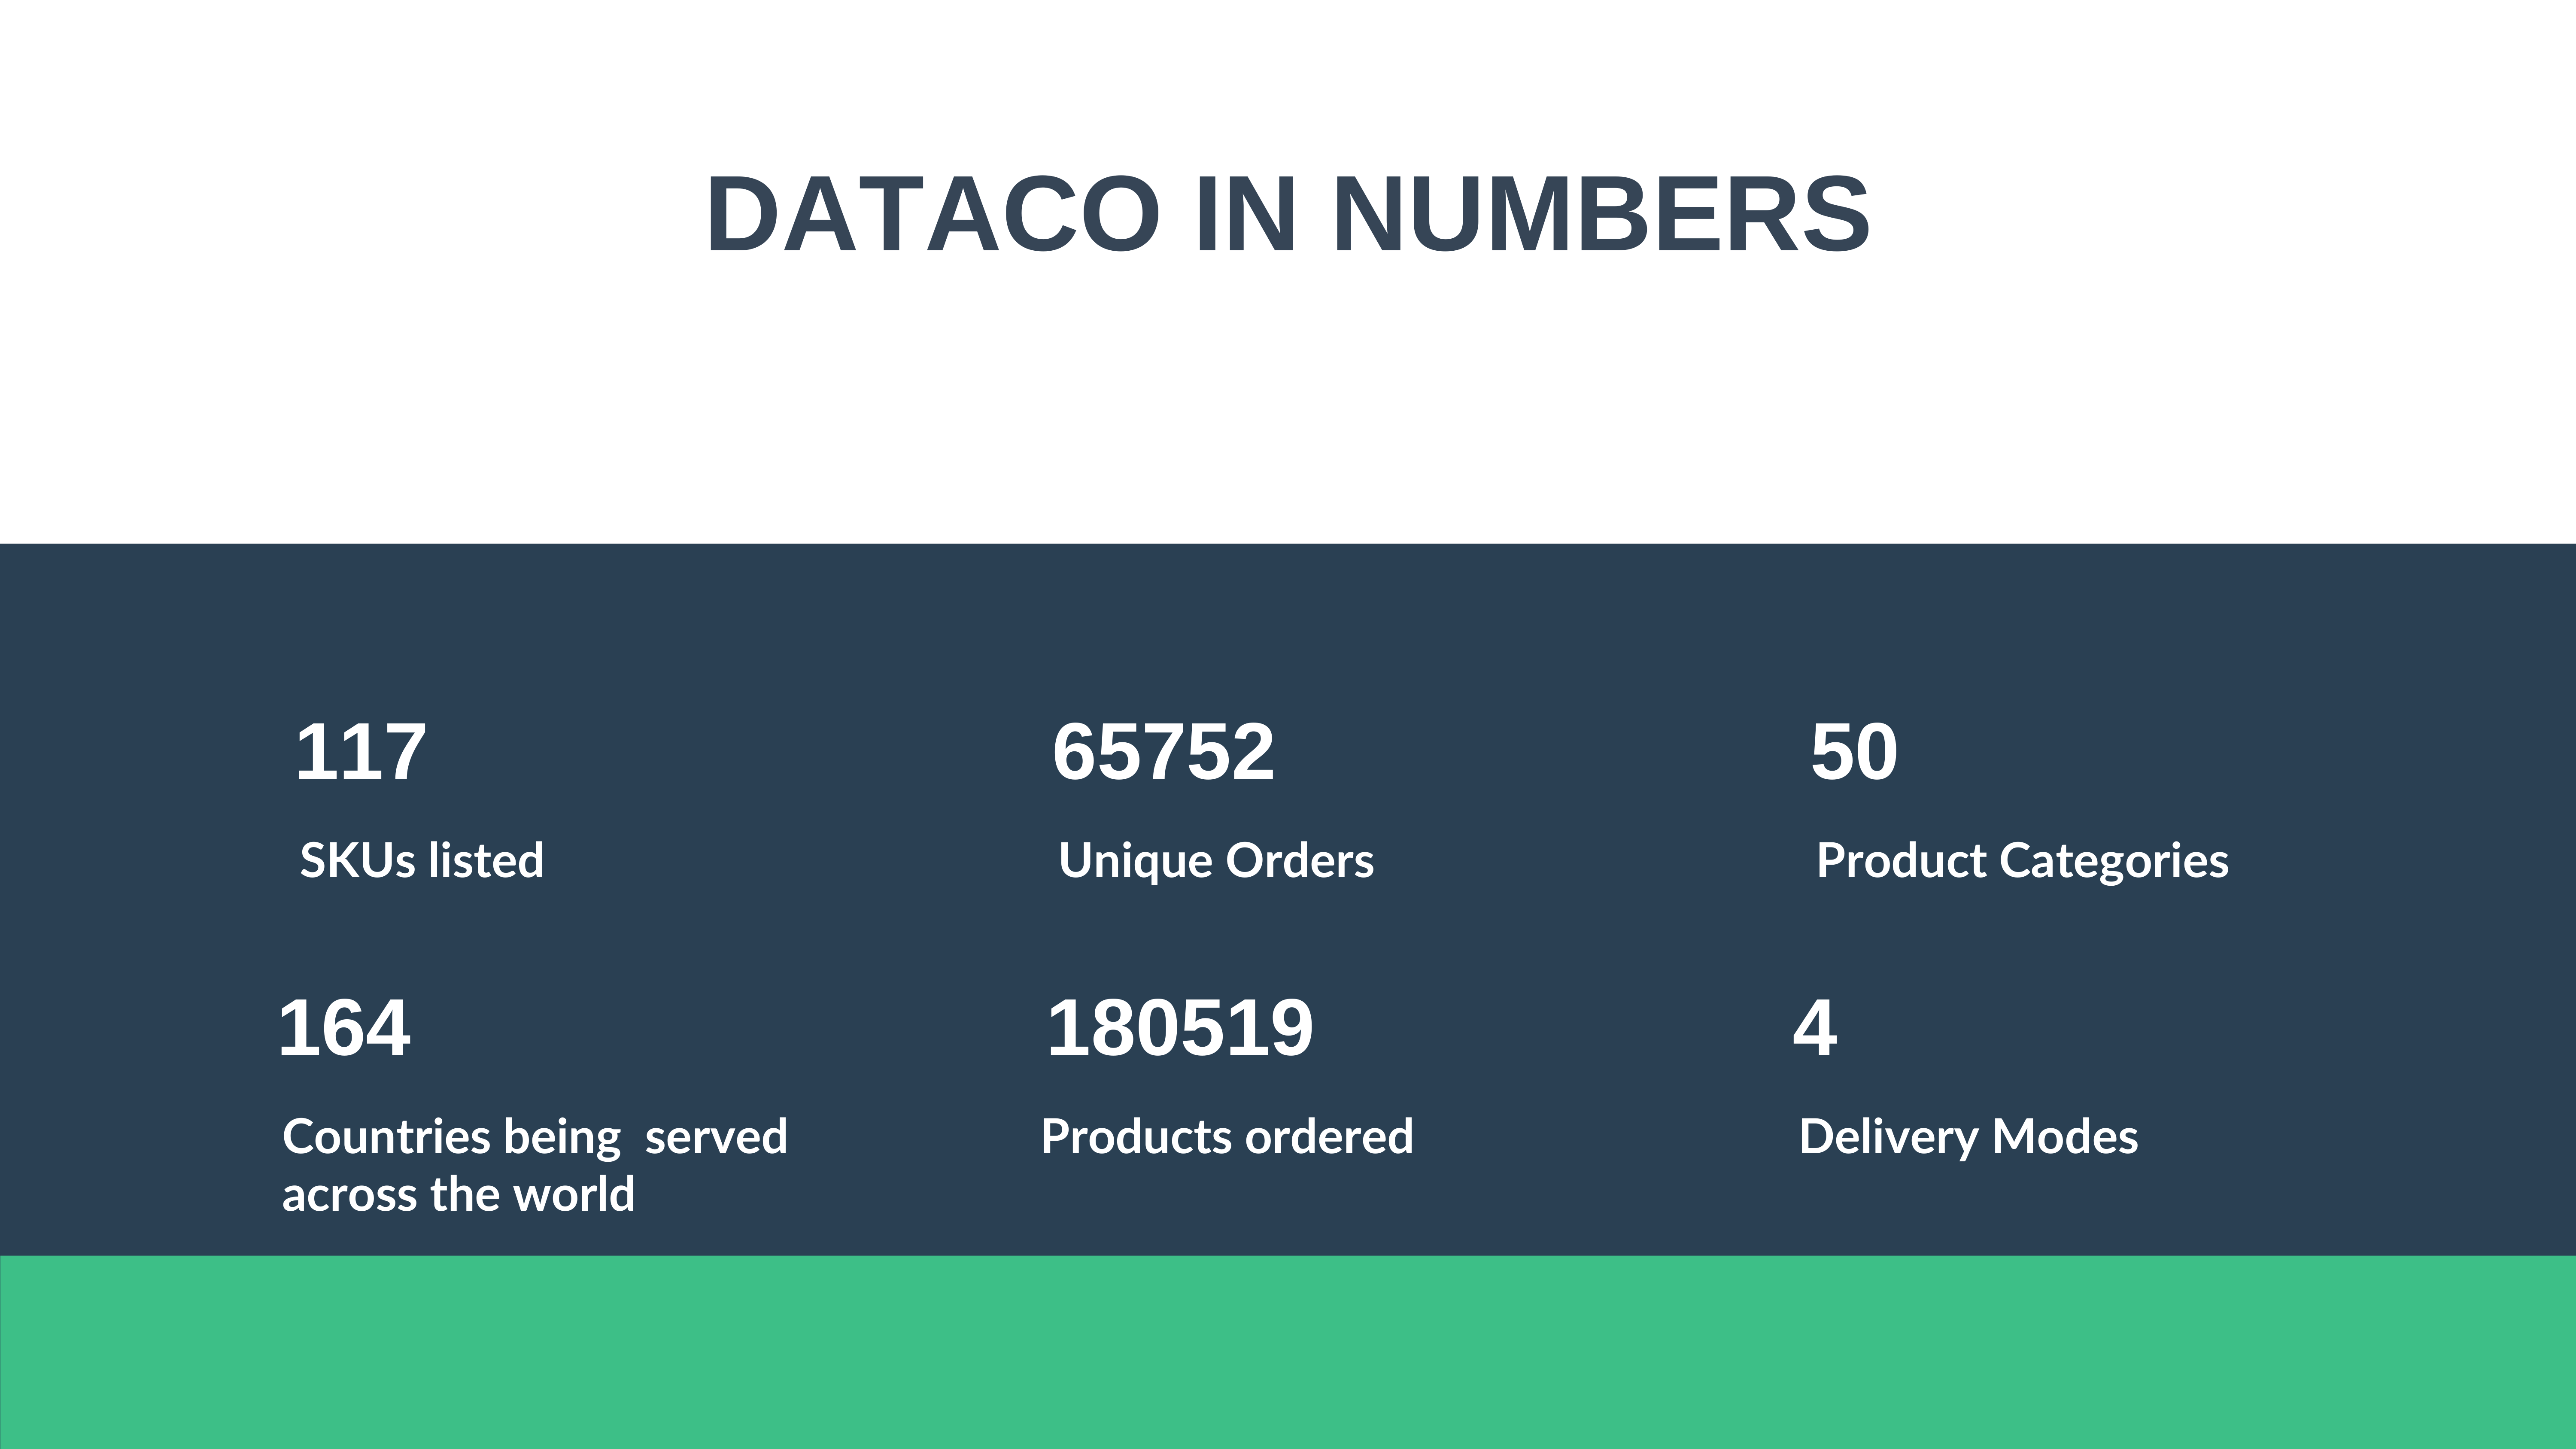 DATACO IN NUMBERS
117
SKUs listed
65752
Unique Orders
50
Product Categories
164
Countries being  served
across the world
180519
Products ordered
4
Delivery Modes